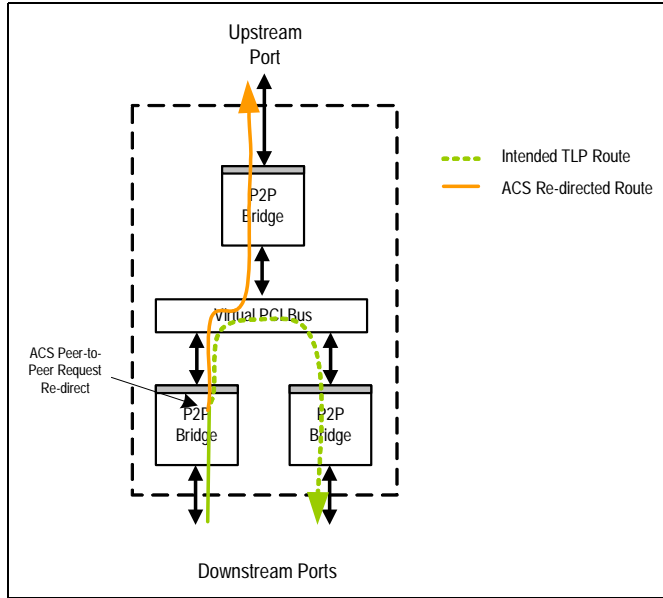 Upstream
Port
Intended TLP Route
ACS Re-directed Route
P2P
Bridge
Virtual PCI Bus
ACS Peer-to-
Peer Request
Re-direct
P2P
Bridge
P2P
Bridge
Downstream Ports